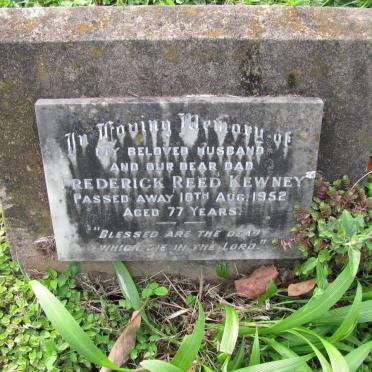 In Loving Memory of
MY BELOVED HUSBAND
AND OUR DEAR DAD
FREDERICK REED KEWNEY
PASSED AWAY 10TH AUG. 1952
AGED 77 YEARS.
"BLESSED ARE THE DEAD
WHICH DIE IN THE LORD."